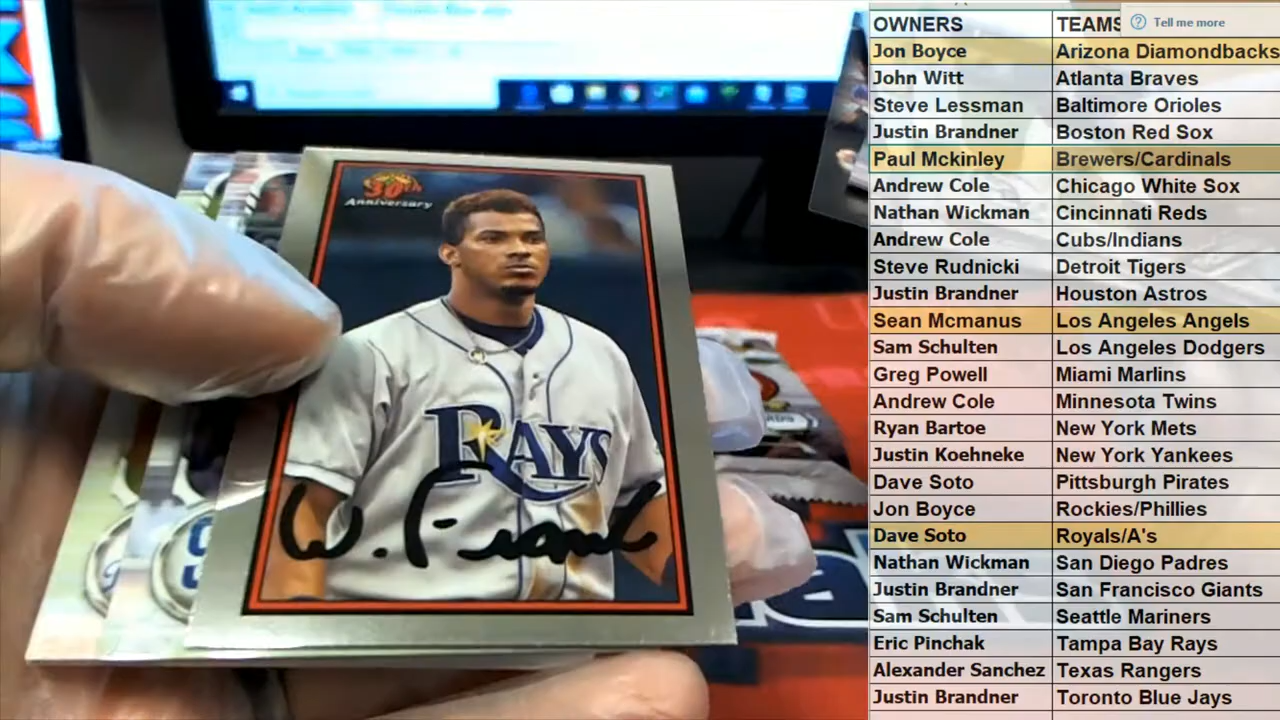 30th
Anniversary
RAYS
W. Franco
OWNERS TEAMS
Tell me more
Jon Boyce Arizona Diamondbacks
John Witt Atlanta Braves
Steve Lessman Baltimore Orioles
Justin Brandner Boston Red Sox
Paul Mckinley Brewers/Cardinals
Andrew Cole Chicago White Sox
Nathan Wickman Cincinnati Reds
Andrew Cole Cubs/Indians
Steve Rudnicki Detroit Tigers
Justin Brandner Houston Astros
Sean Mcmanus Los Angeles Angels
Sam Schulten Los Angeles Dodgers
Greg Powell Miami Marlins
Andrew Cole Minnesota Twins
Ryan Bartoe New York Mets
Justin Koehneke New York Yankees
Dave Soto Pittsburgh Pirates
Jon Boyce Rockies/Phillies
Dave Soto Royals/A's
Nathan Wickman San Diego Padres
Justin Brandner San Francisco Giants
Sam Schulten Seattle Mariners
Eric Pinchak Tampa Bay Rays
Alexander Sanchez Texas Rangers
Justin Brandner Toronto Blue Jays